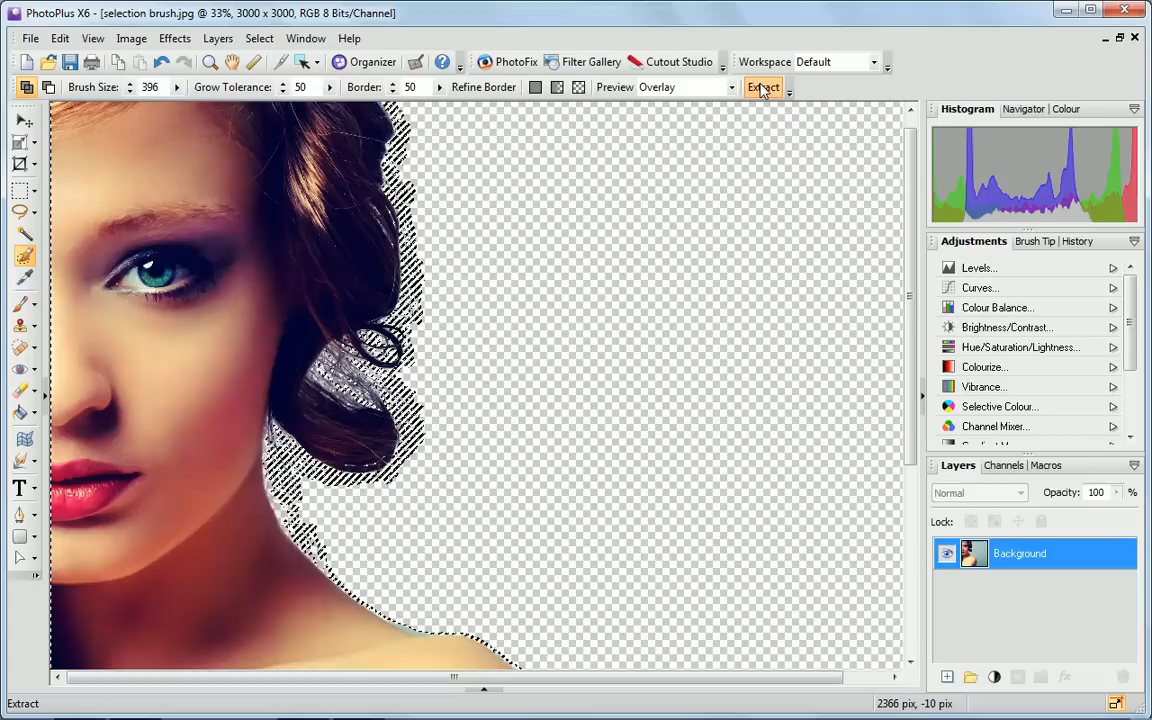 PhotoPlus X6 - [selection brush.jpg @ 33%, 3000 x 3000, RGB 8 Bits/Channel]
File Edit View Image Effects Layers Select Window Help
Organizer PhotoFix Filter Gallery Cutout Studio Workspace Default
Brush Size: 396 Grow Tolerance: 50 Border: 50 Refine Border Preview Overlay Extract
Histogram Navigator Colour
Adjustments Brush Tip History
Levels...
Curves...
Colour Balance...
Brightness/Contrast...
Hue/Saturation/Lightness...
Colourize...
Vibrance...
Selective Colour...
Channel Mixer...
Layers Channels Macros
Normal Opacity: 100 %
Lock:
Background
Extract 2366 pix, -10 pix